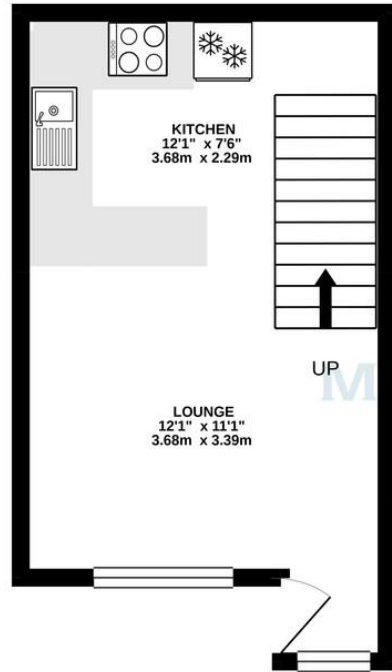 KITCHEN
12'1" x 7'6"
3.68m x 2.29m
UP
M
LOUNGE
12'1" x 11'1"
3.68m x 3.39m